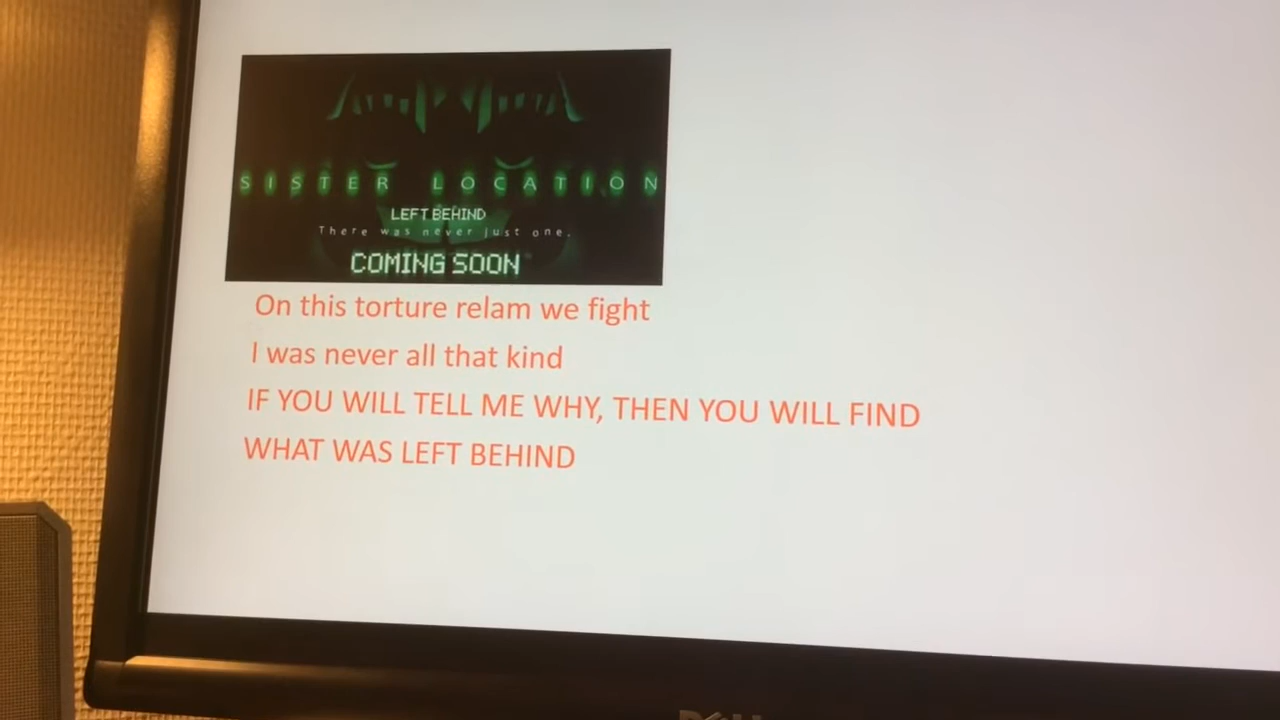 SISTER LOCATION
LEFT BEHIND
There was never just one.
COMING SOON
On this torture relam we fight
I was never all that kind
IF YOU WILL TELL ME WHY, THEN YOU WILL FIND
WHAT WAS LEFT BEHIND